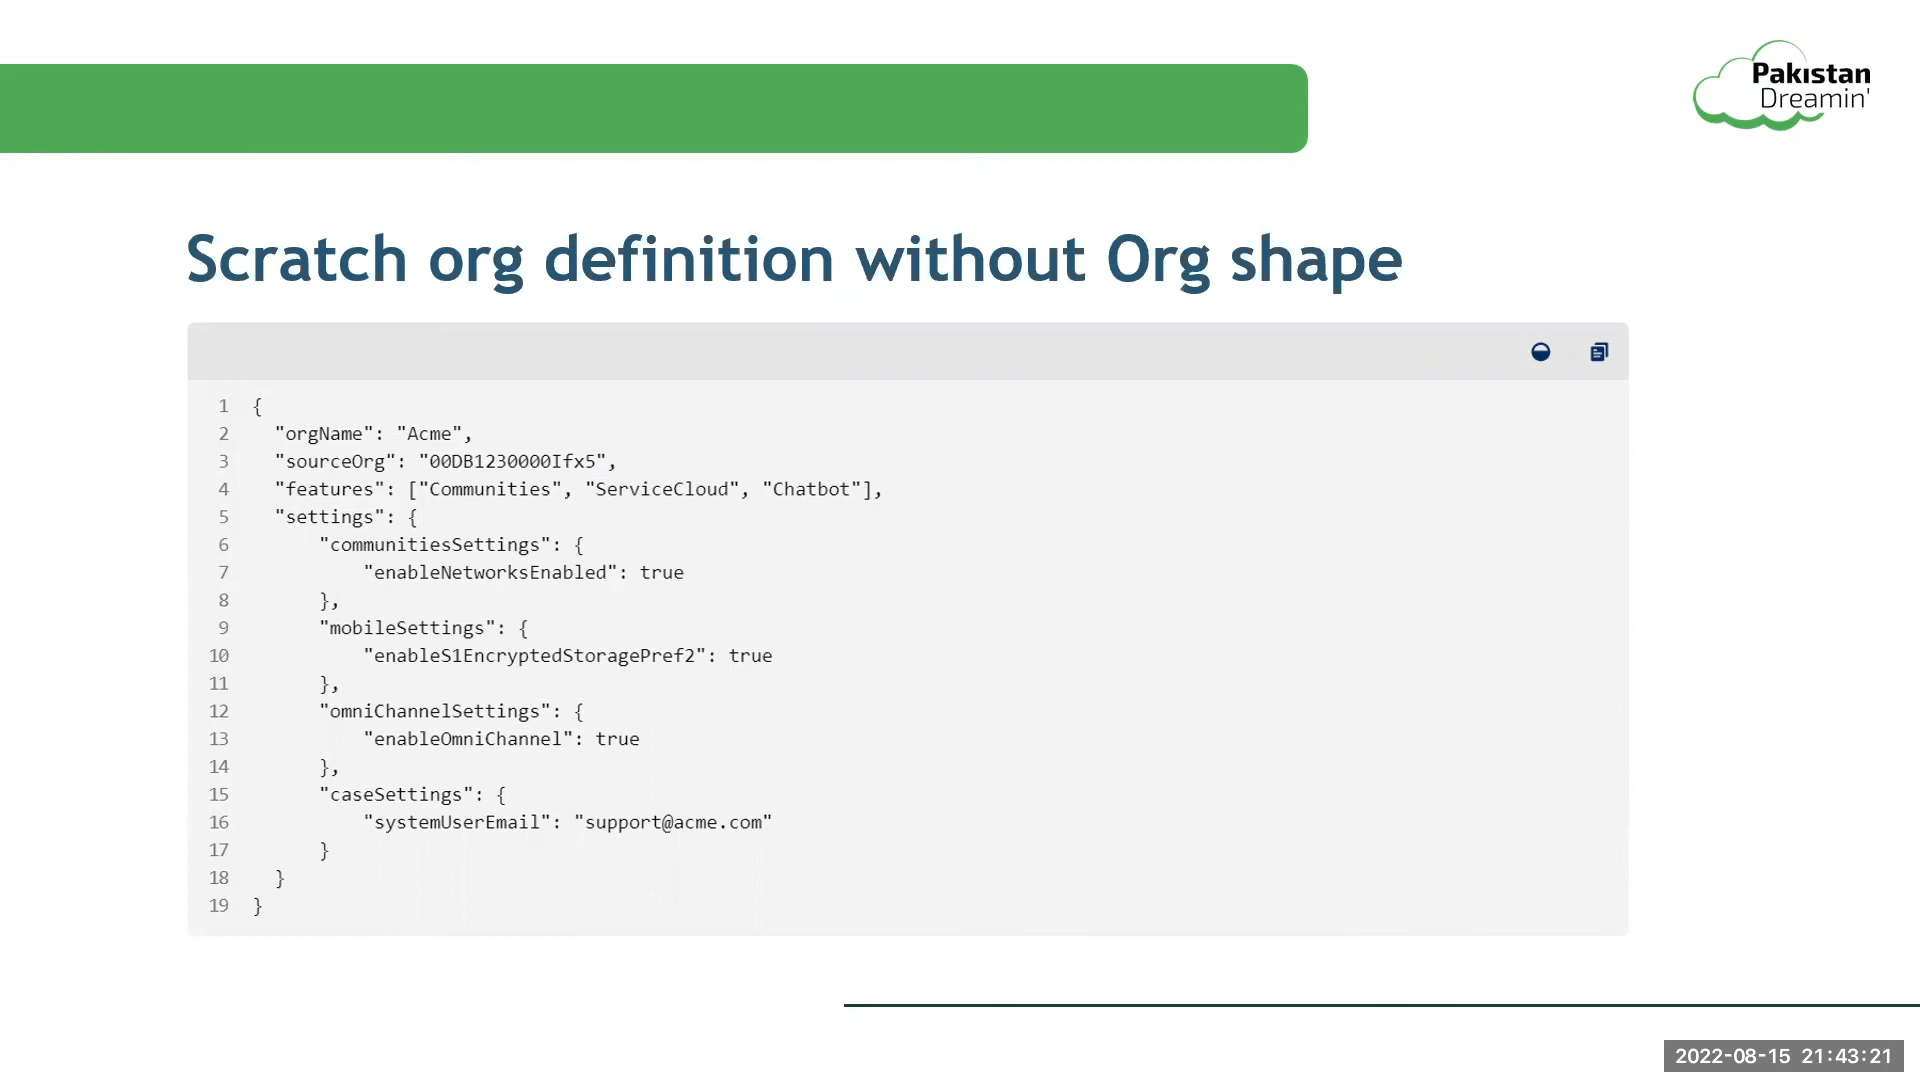 Pakistan
Dreamin'
Scratch org definition without Org shape
1 {
2 "orgName": "Acme",
3 "sourceOrg": "00DB1230000Ifx5",
4 "features": ["Communities", "ServiceCloud", "Chatbot"],
5 "settings": {
6 "communitiesSettings": {
7 "enableNetworksEnabled": true
8 },
9 "mobileSettings": {
10 "enableS1EncryptedStoragePref2": true
11 },
12 "omniChannelSettings": {
13 "enableOmniChannel": true
14 },
15 "caseSettings": {
16 "systemUserEmail": "support@acme.com"
17 }
18 }
19 }
2022-08-15 21:43:21